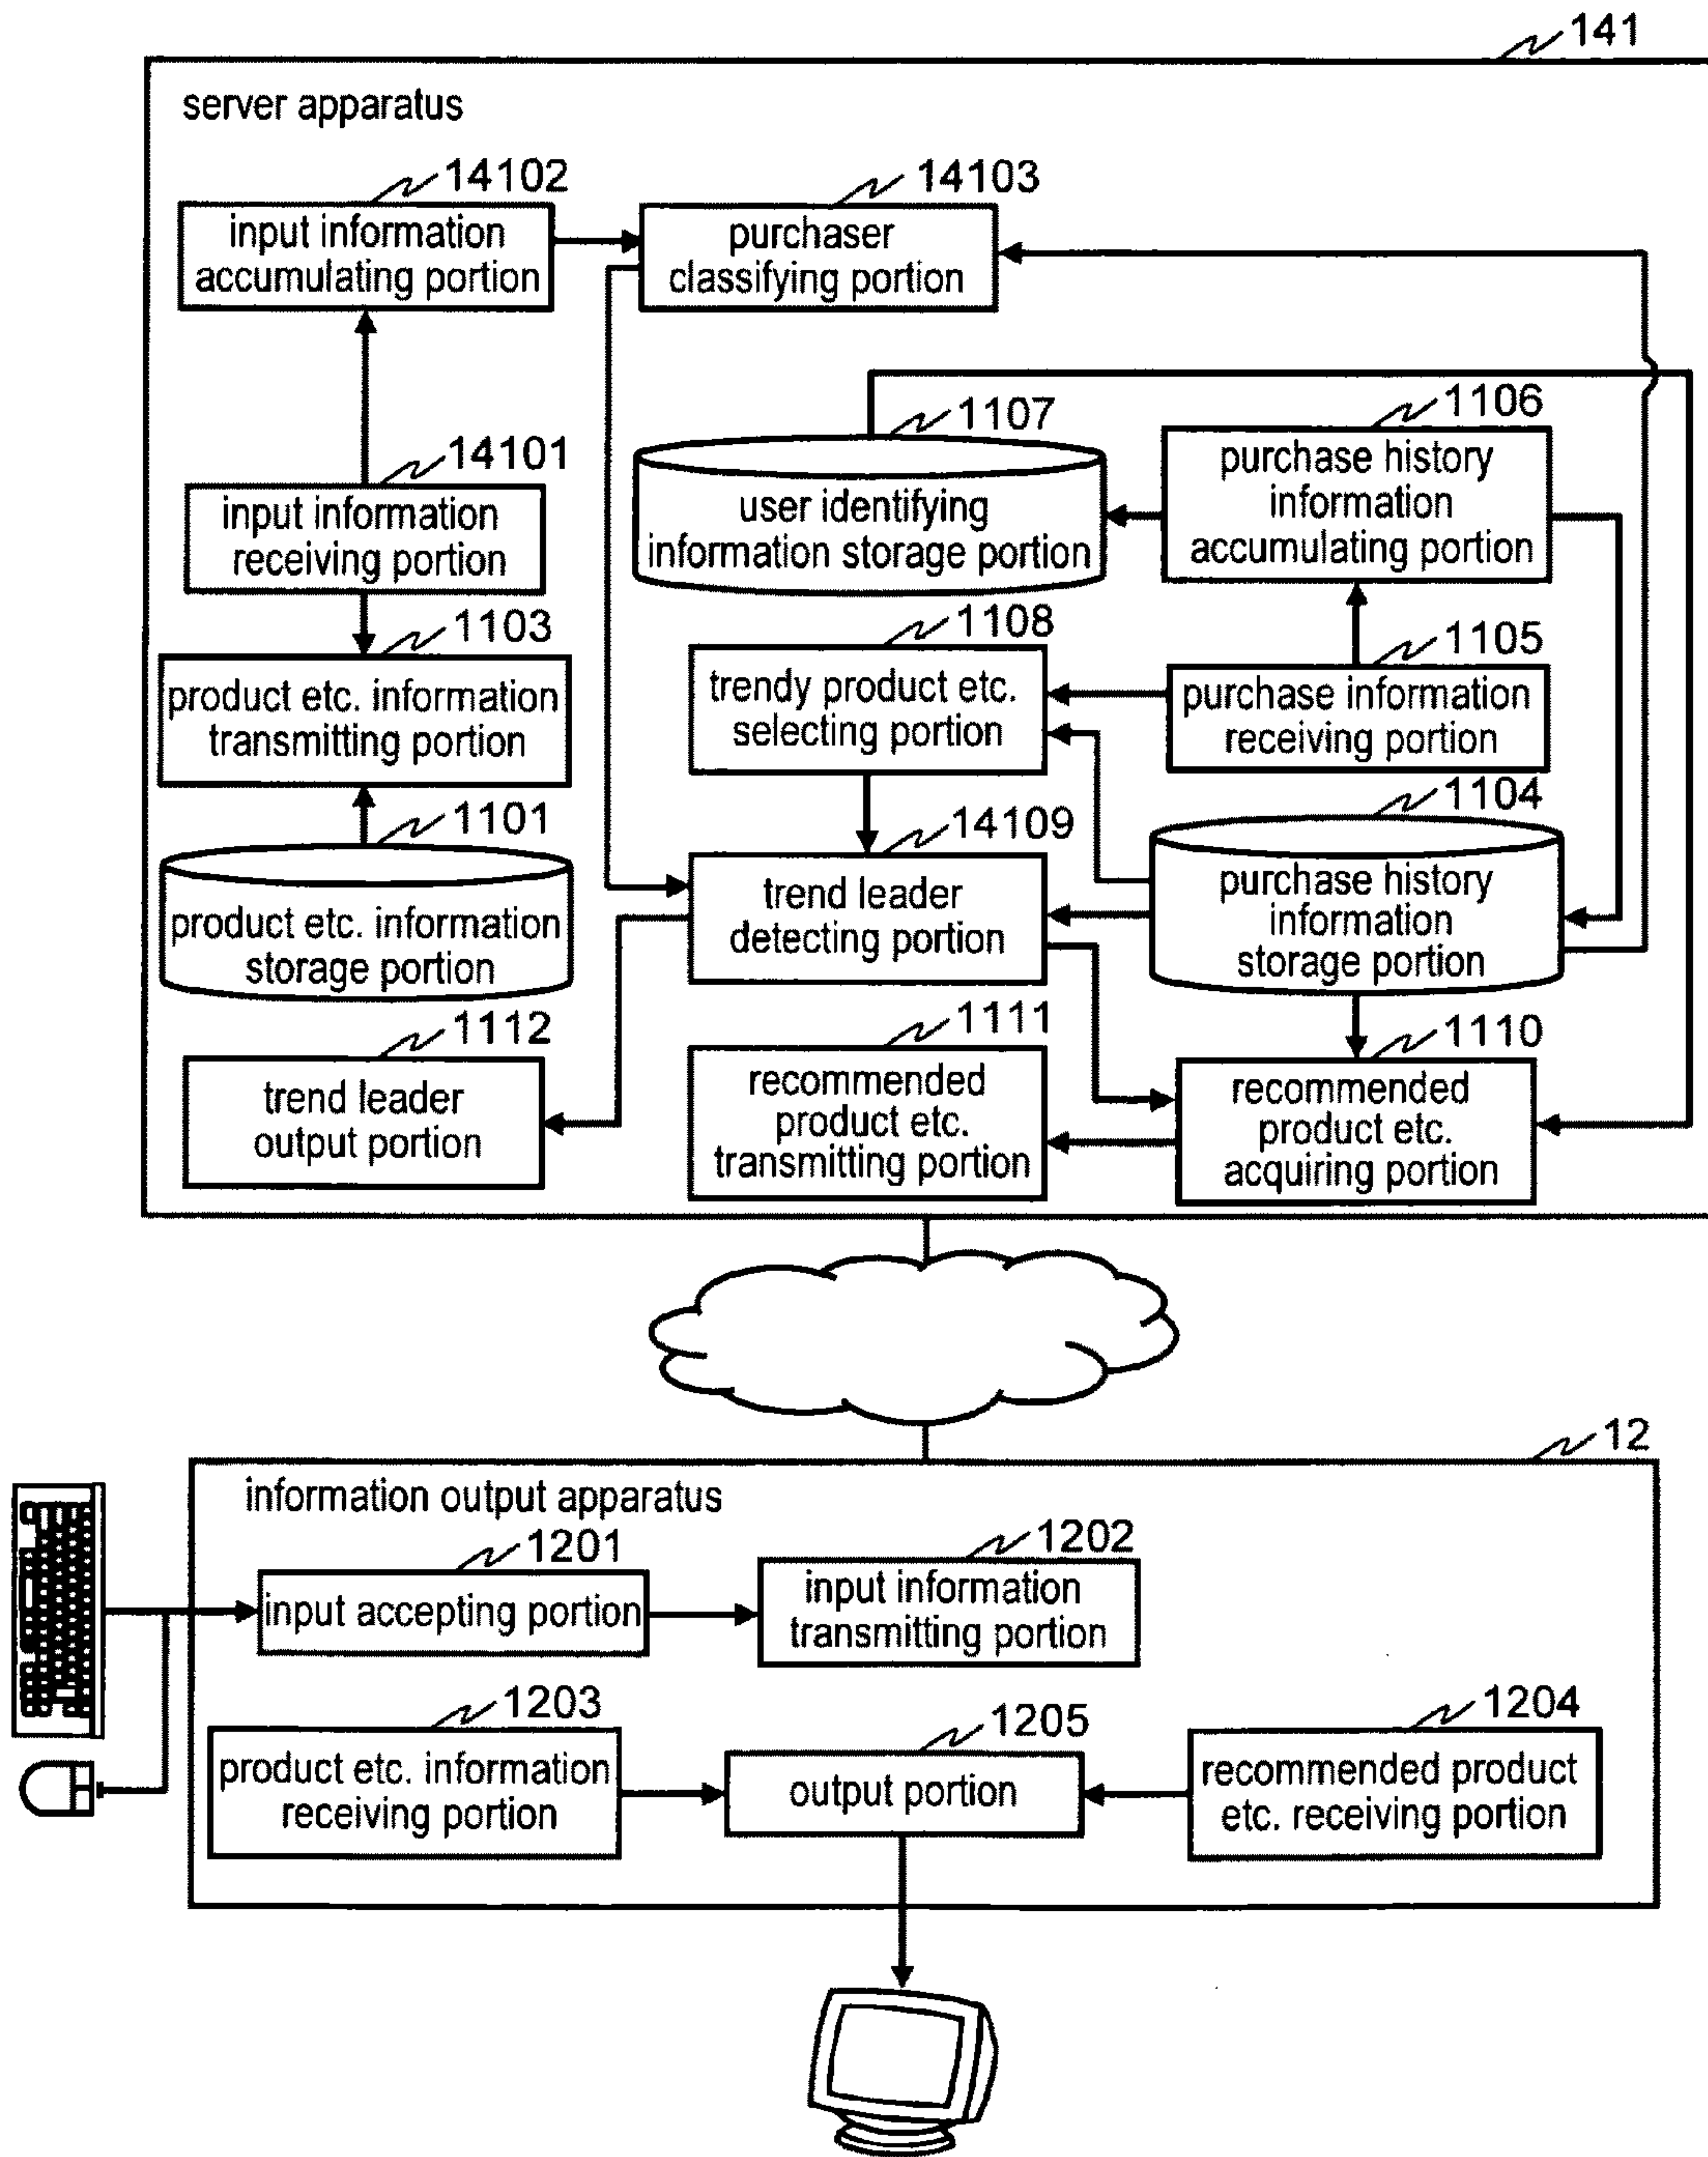 141
server apparatus
14102
input information
accumulating portion
14103
purchaser
classifying portion
14101
input information
receiving portion
1107
user identifying
information storage portion
1106
purchase history
information
accumulating portion
1103
product etc. information
transmitting portion
1108
trendy product etc.
selecting portion
1105
purchase information
receiving portion
1101
product etc. information
storage portion
14109
trend leader
detecting portion
1104
purchase history
information
storage portion
1112
trend leader
output portion
1111
recommended
product etc.
transmitting portion
1110
recommended
product etc.
acquiring portion
12
information output apparatus
1201
input accepting portion
1202
input information
transmitting portion
1203
product etc. information
receiving portion
1205
output portion
1204
recommended product
etc. receiving portion